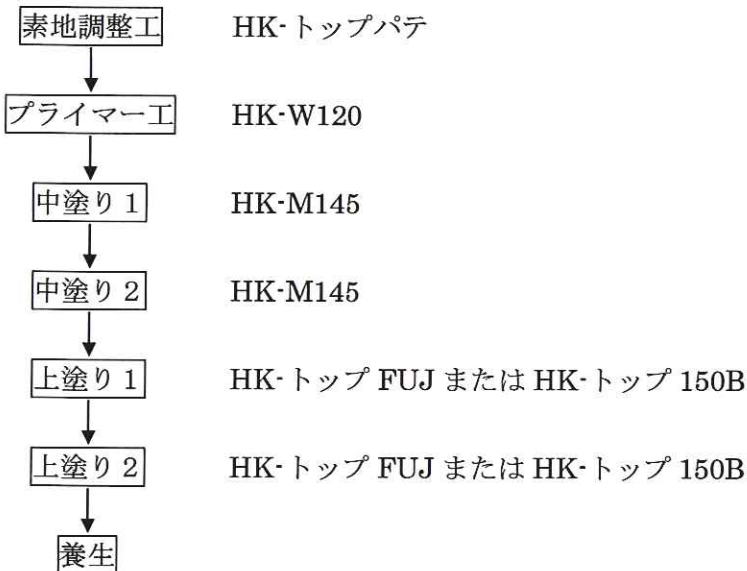 素地調整工 HK-トップパテ
プライマー工 HK-W120
中塗り1 HK-M145
中塗り2 HK-M145
上塗り1 HK-トップ FUJ または HK-トップ 150B
上塗り2 HK-トップ FUJ または HK-トップ 150B
養生